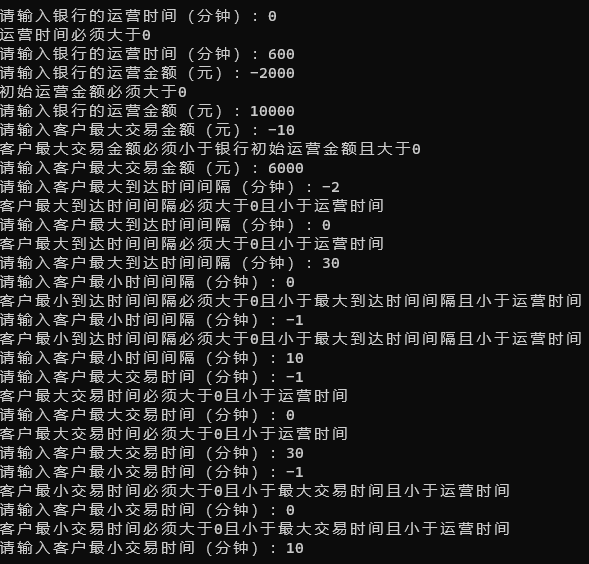 请输入银行的运营时间 (分钟) : 0
运营时间必须大于0
请输入银行的运营时间 (分钟) : 600
请输入银行的运营金额 (元) : -2000
初始运营金额必须大于0
请输入银行的运营金额 (元) : 10000
请输入客户最大交易金额 (元) : -10
客户最大交易金额必须小于银行初始运营金额且大于0
请输入客户最大交易金额 (元) : 6000
请输入客户最大到达时间间隔 (分钟) : -2
客户最大到达时间间隔必须大于0且小于运营时间
请输入客户最大到达时间间隔 (分钟) : 0
客户最大到达时间间隔必须大于0且小于运营时间
请输入客户最大到达时间间隔 (分钟) : 30
请输入客户最小时间间隔 (分钟) : 0
客户最小到达时间间隔必须大于0且小于最大到达时间间隔且小于运营时间
请输入客户最小时间间隔 (分钟) : -1
客户最小到达时间间隔必须大于0且小于最大到达时间间隔且小于运营时间
请输入客户最小时间间隔 (分钟) : 10
请输入客户最大交易时间 (分钟) : -1
客户最大交易时间必须大于0且小于运营时间
请输入客户最大交易时间 (分钟) : 0
客户最大交易时间必须大于0且小于运营时间
请输入客户最大交易时间 (分钟) : 30
请输入客户最小交易时间 (分钟) : -1
客户最小交易时间必须大于0且小于最大交易时间且小于运营时间
请输入客户最小交易时间 (分钟) : 0
客户最小交易时间必须大于0且小于最大交易时间且小于运营时间
请输入客户最小交易时间 (分钟) : 10